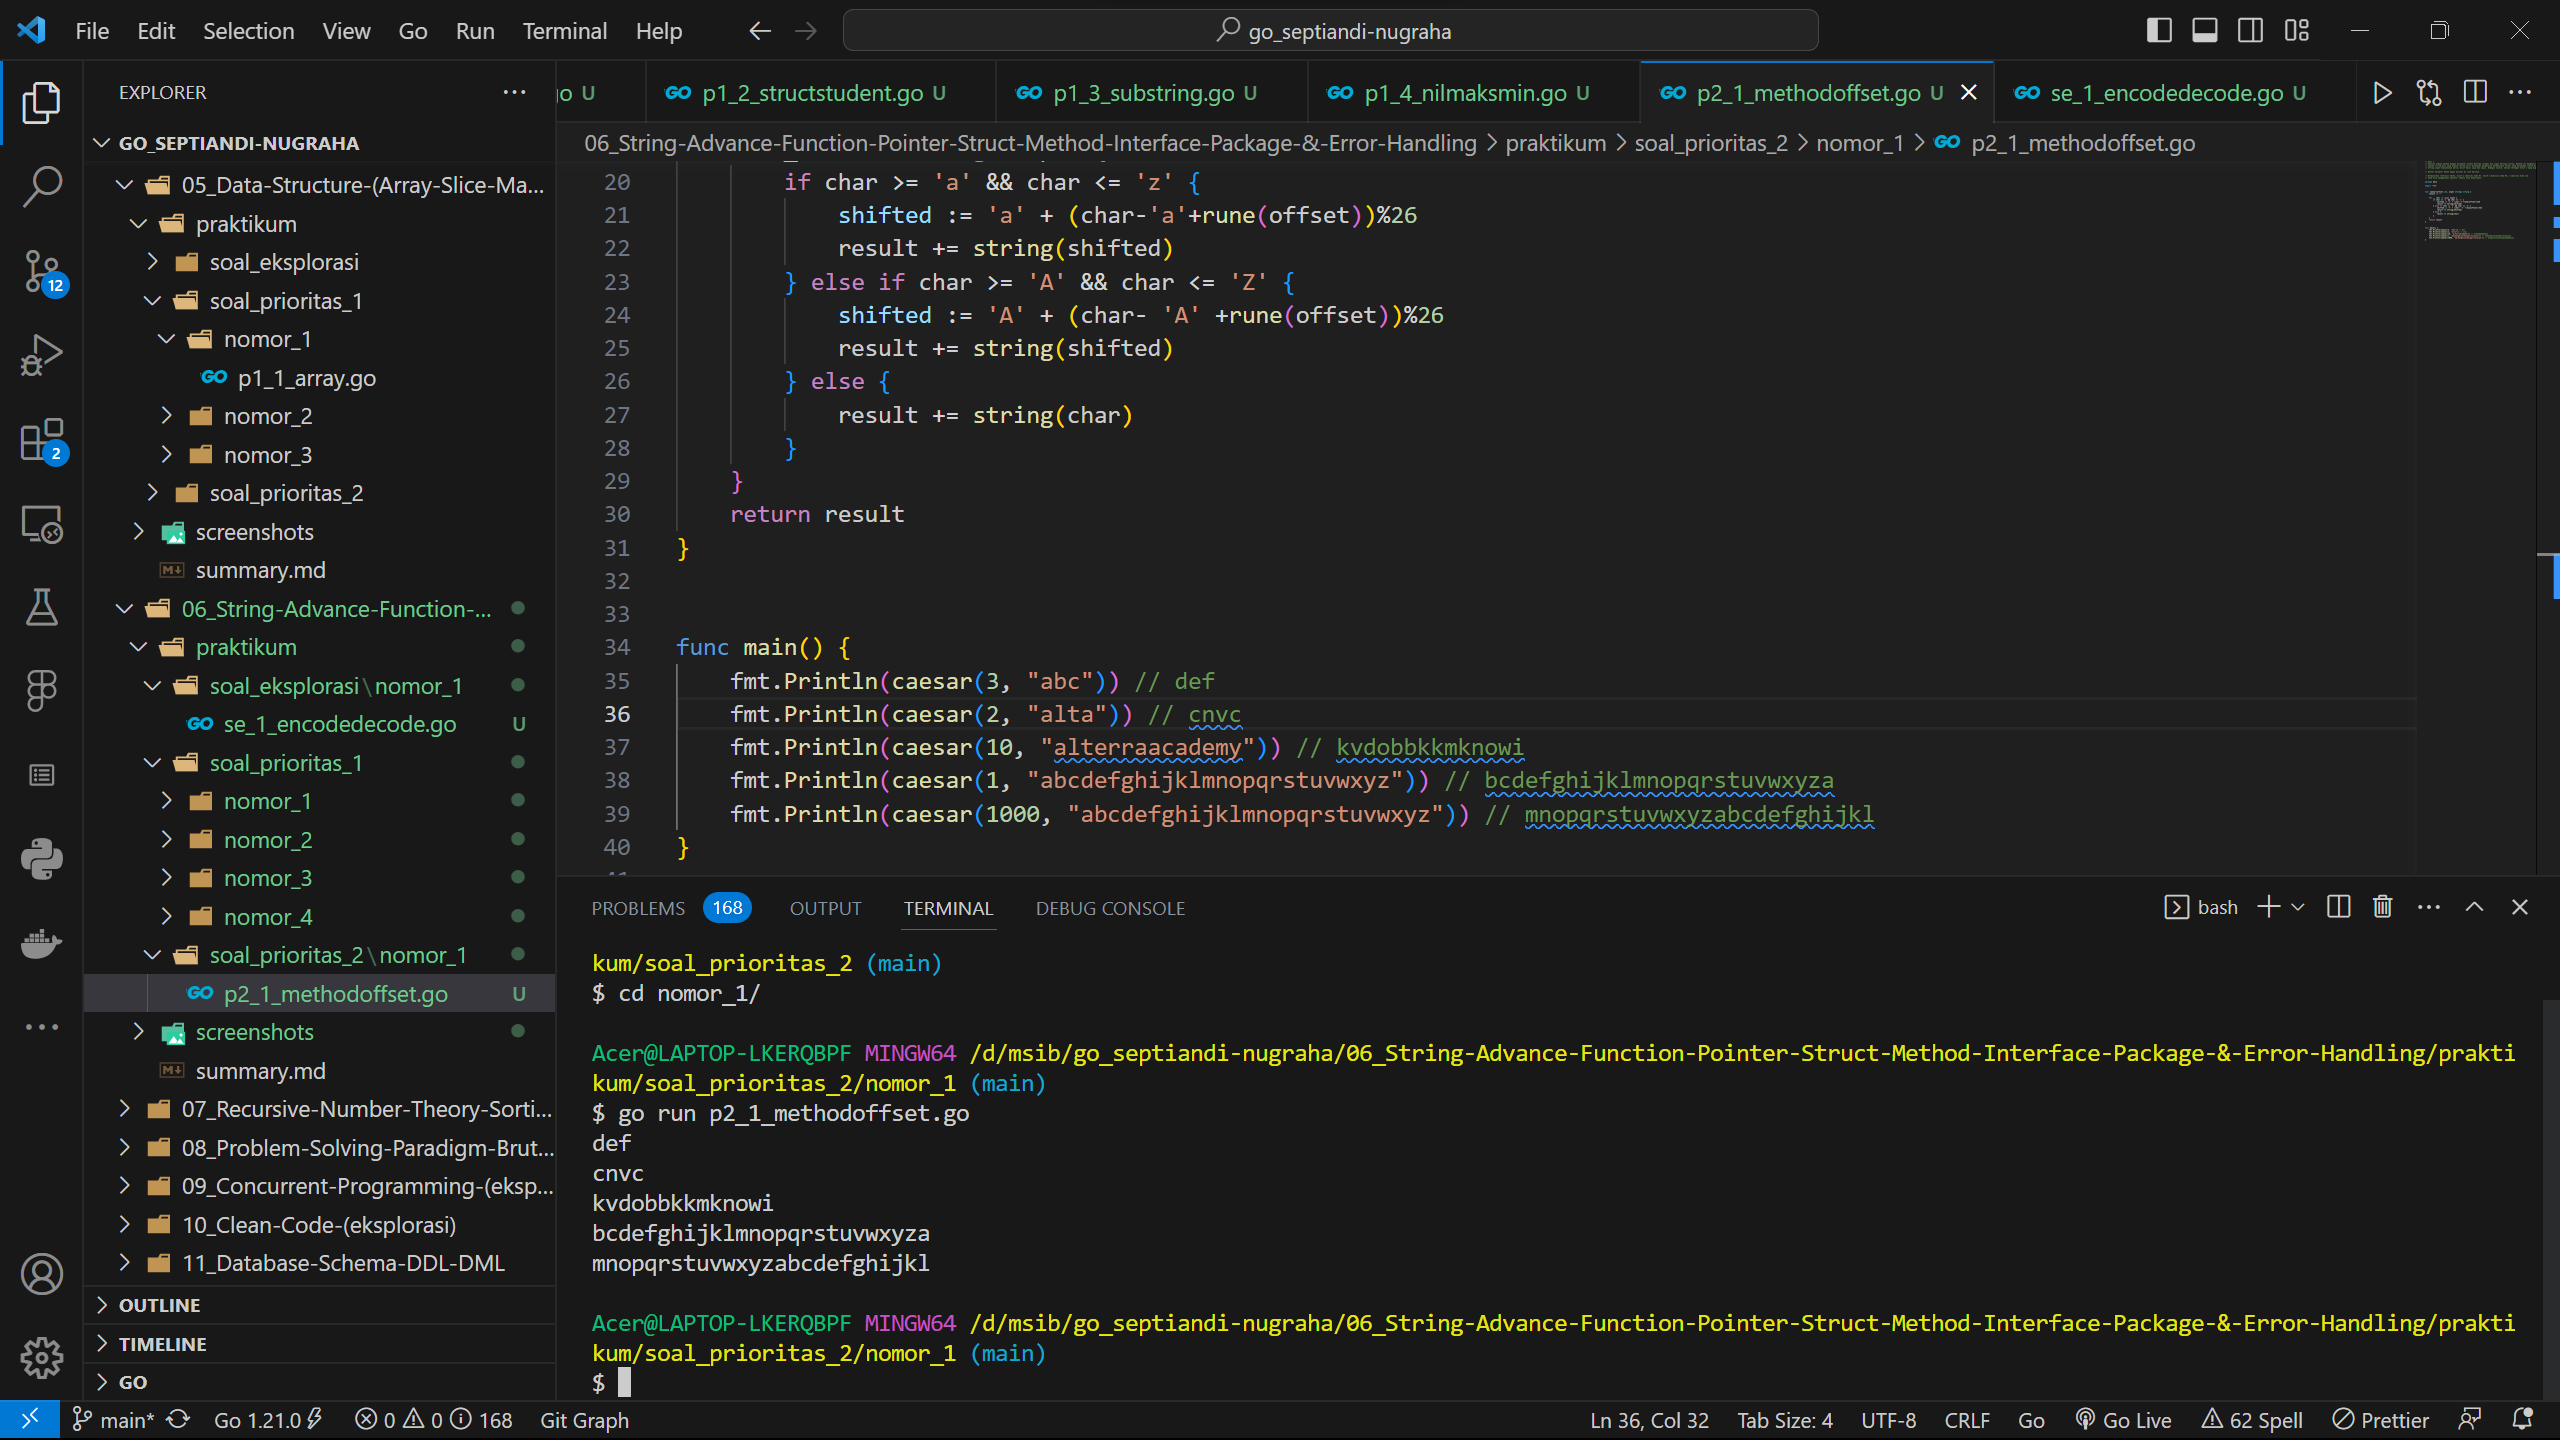 File Edit Selection View Go Run Terminal Help
go_septiandi-nugraha
EXPLORER
GO_SEPTIANDI-NUGRAHA
05_Data-Structure-(Array-Slice-Ma...
praktikum
soal_eksplorasi
soal_prioritas_1
nomor_1
GO p1_1_array.go
nomor_2
nomor_3
soal_prioritas_2
screenshots
summary.md
06_String-Advance-Function-...
praktikum
soal_eksplorasi\nomor_1
GO se_1_encodedecode.go U
soal_prioritas_1
nomor_1
nomor_2
nomor_3
nomor_4
soal_prioritas_2\nomor_1
GO p2_1_methodoffset.go U
screenshots
summary.md
07_Recursive-Number-Theory-Sorti...
08_Problem-Solving-Paradigm-Brut...
09_Concurrent-Programming-(eksp...
10_Clean-Code-(eksplorasi)
11_Database-Schema-DDL-DML
OUTLINE
TIMELINE
GO
12
2
go U GO p1_2_structstudent.go U GO p1_3_substring.go U GO p1_4_nilmaksmin.go U GO p2_1_methodoffset.go U GO se_1_encodedecode.go U
06_String-Advance-Function-Pointer-Struct-Method-Interface-Package-&-Error-Handling > praktikum > soal_prioritas_2 > nomor_1 > GO p2_1_methodoffset.go
20 if char >= 'a' && char <= 'z' {
21 shifted := 'a' + (char-'a'+rune(offset))%26
22 result += string(shifted)
23 } else if char >= 'A' && char <= 'Z' {
24 shifted := 'A' + (char- 'A' +rune(offset))%26
25 result += string(shifted)
26 } else {
27 result += string(char)
28 }
29 }
30 return result
31 }
32
33
34 func main() {
35 fmt.Println(caesar(3, "abc")) // def
36 fmt.Println(caesar(2, "alta")) // cnvc
37 fmt.Println(caesar(10, "alterraacademy")) // kvdobbkkmknowi
38 fmt.Println(caesar(1, "abcdefghijklmnopqrstuvwxyz")) // bcdefghijklmnopqrstuvwxyza
39 fmt.Println(caesar(1000, "abcdefghijklmnopqrstuvwxyz")) // mnopqrstuvwxyzabcdefghijkl
40 }
PROBLEMS 168 OUTPUT TERMINAL DEBUG CONSOLE bash
kum/soal_prioritas_2 (main)
$ cd nomor_1/
Acer@LAPTOP-LKERQBPF MINGW64 /d/msib/go_septiandi-nugraha/06_String-Advance-Function-Pointer-Struct-Method-Interface-Package-&-Error-Handling/prakti
kum/soal_prioritas_2/nomor_1 (main)
$ go run p2_1_methodoffset.go
def
cnvc
kvdobbkkmknowi
bcdefghijklmnopqrstuvwxyza
mnopqrstuvwxyzabcdefghijkl
Acer@LAPTOP-LKERQBPF MINGW64 /d/msib/go_septiandi-nugraha/06_String-Advance-Function-Pointer-Struct-Method-Interface-Package-&-Error-Handling/prakti
kum/soal_prioritas_2/nomor_1 (main)
$
main* Go 1.21.0 0 0 168 Git Graph Ln 36, Col 32 Tab Size: 4 UTF-8 CRLF Go Go Live 62 Spell Prettier